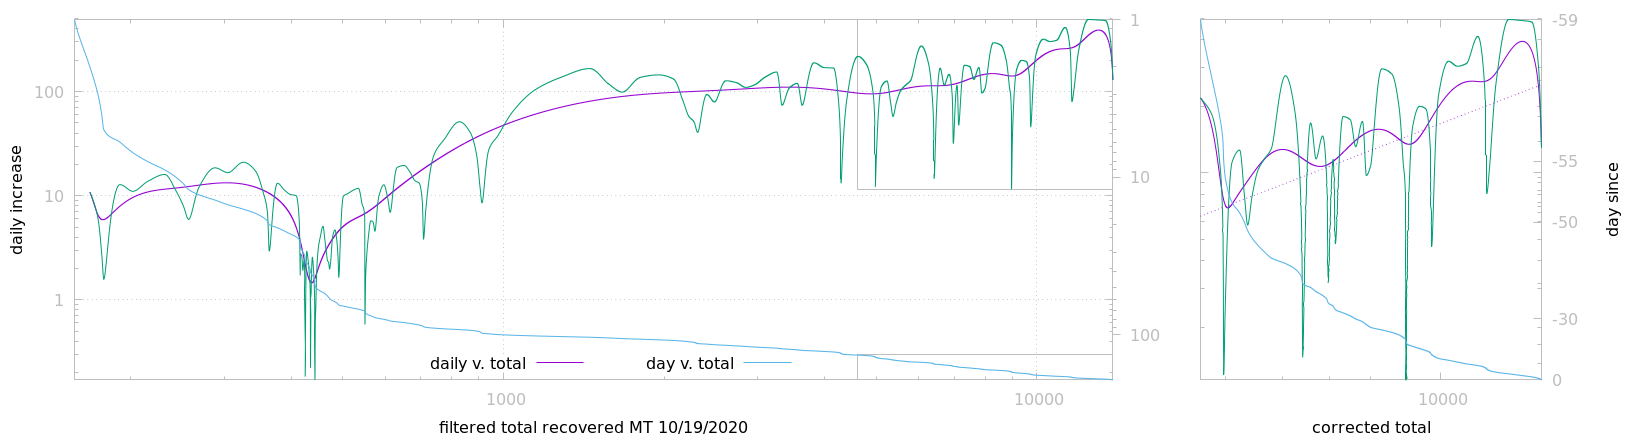 daily increase
100
10
1
1
10
100
daily v. total
day v. total
1000
10000
filtered total recovered MT 10/19/2020
-59
-55
-50
-30
0
day since
10000
corrected total